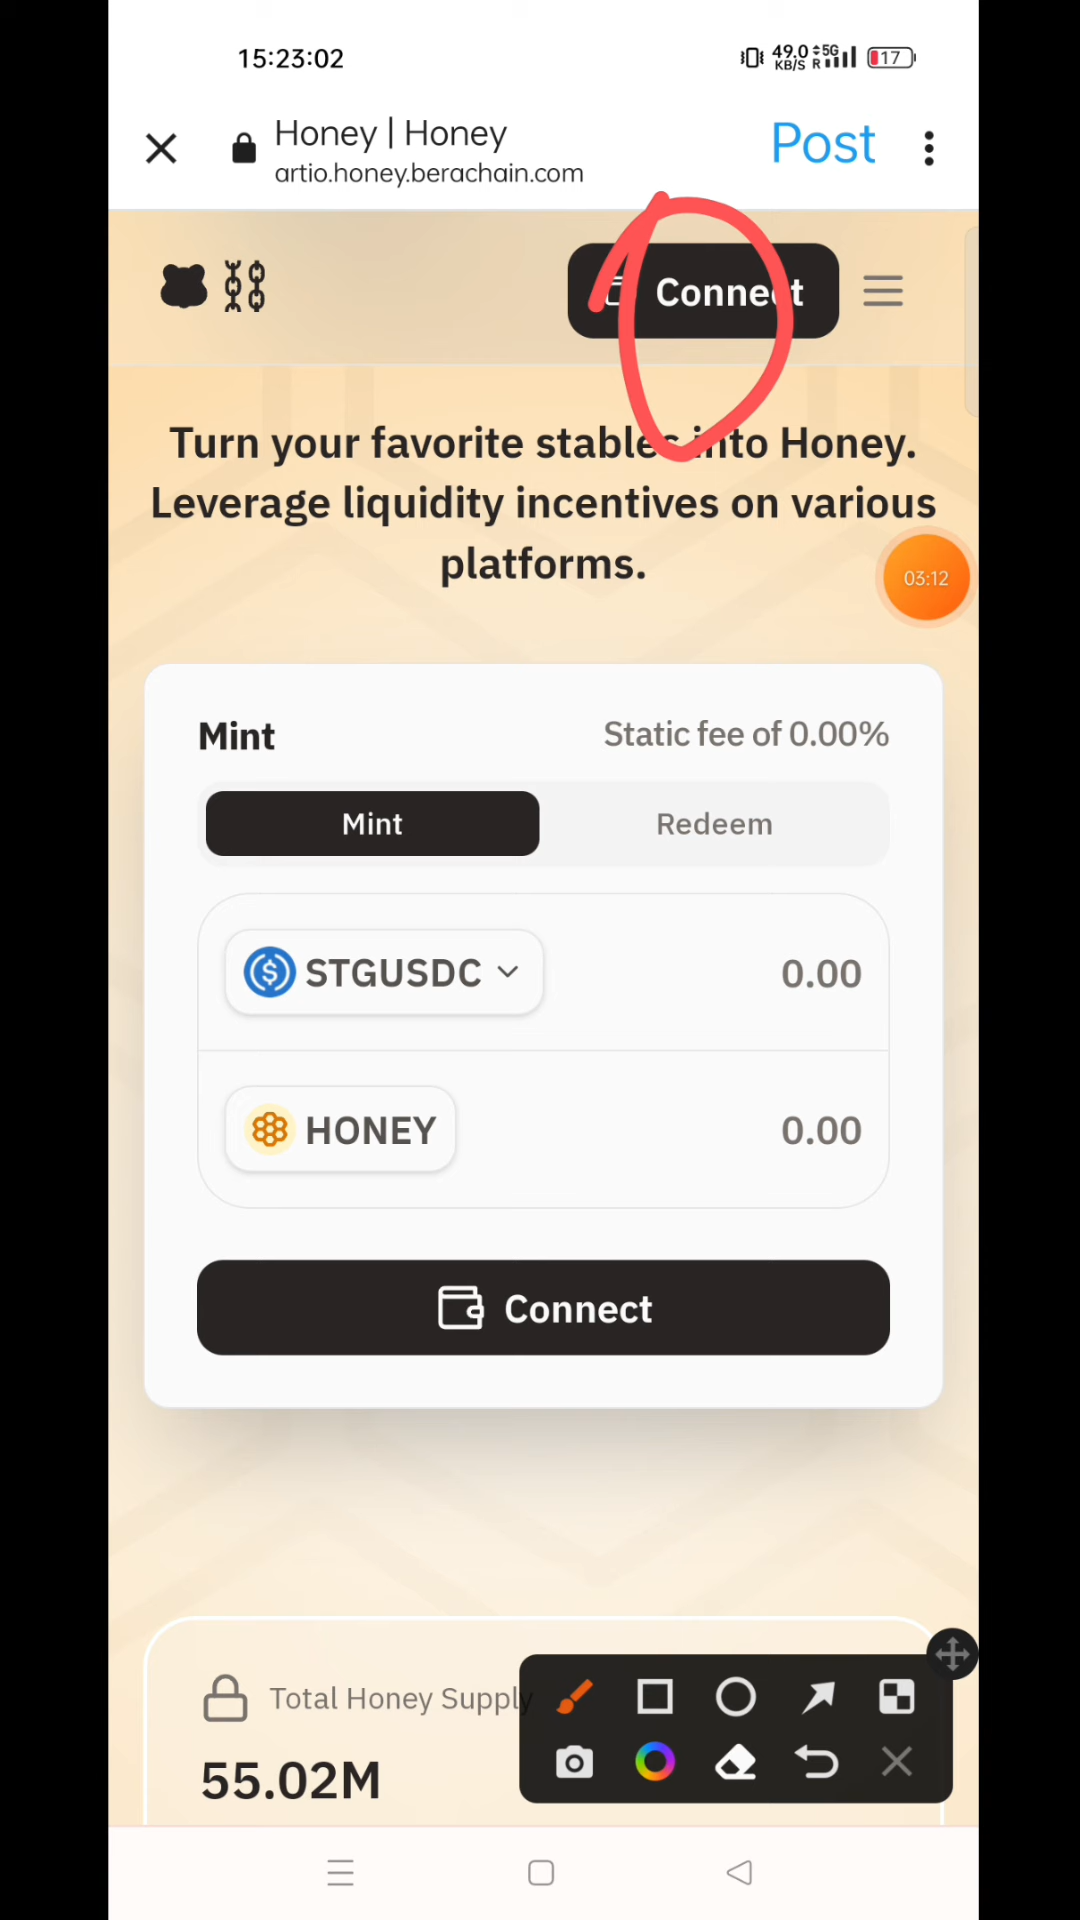 15:23:02
49.0 KB/S R 5G 17
Honey | Honey
artio.honey.berachain.com
Post
Connect
Turn your favorite stables into Honey.
Leverage liquidity incentives on various
platforms.
03:12
Mint
Static fee of 0.00%
Mint
Redeem
STGUSDC
0.00
HONEY
0.00
Connect
Total Honey Supply
55.02M